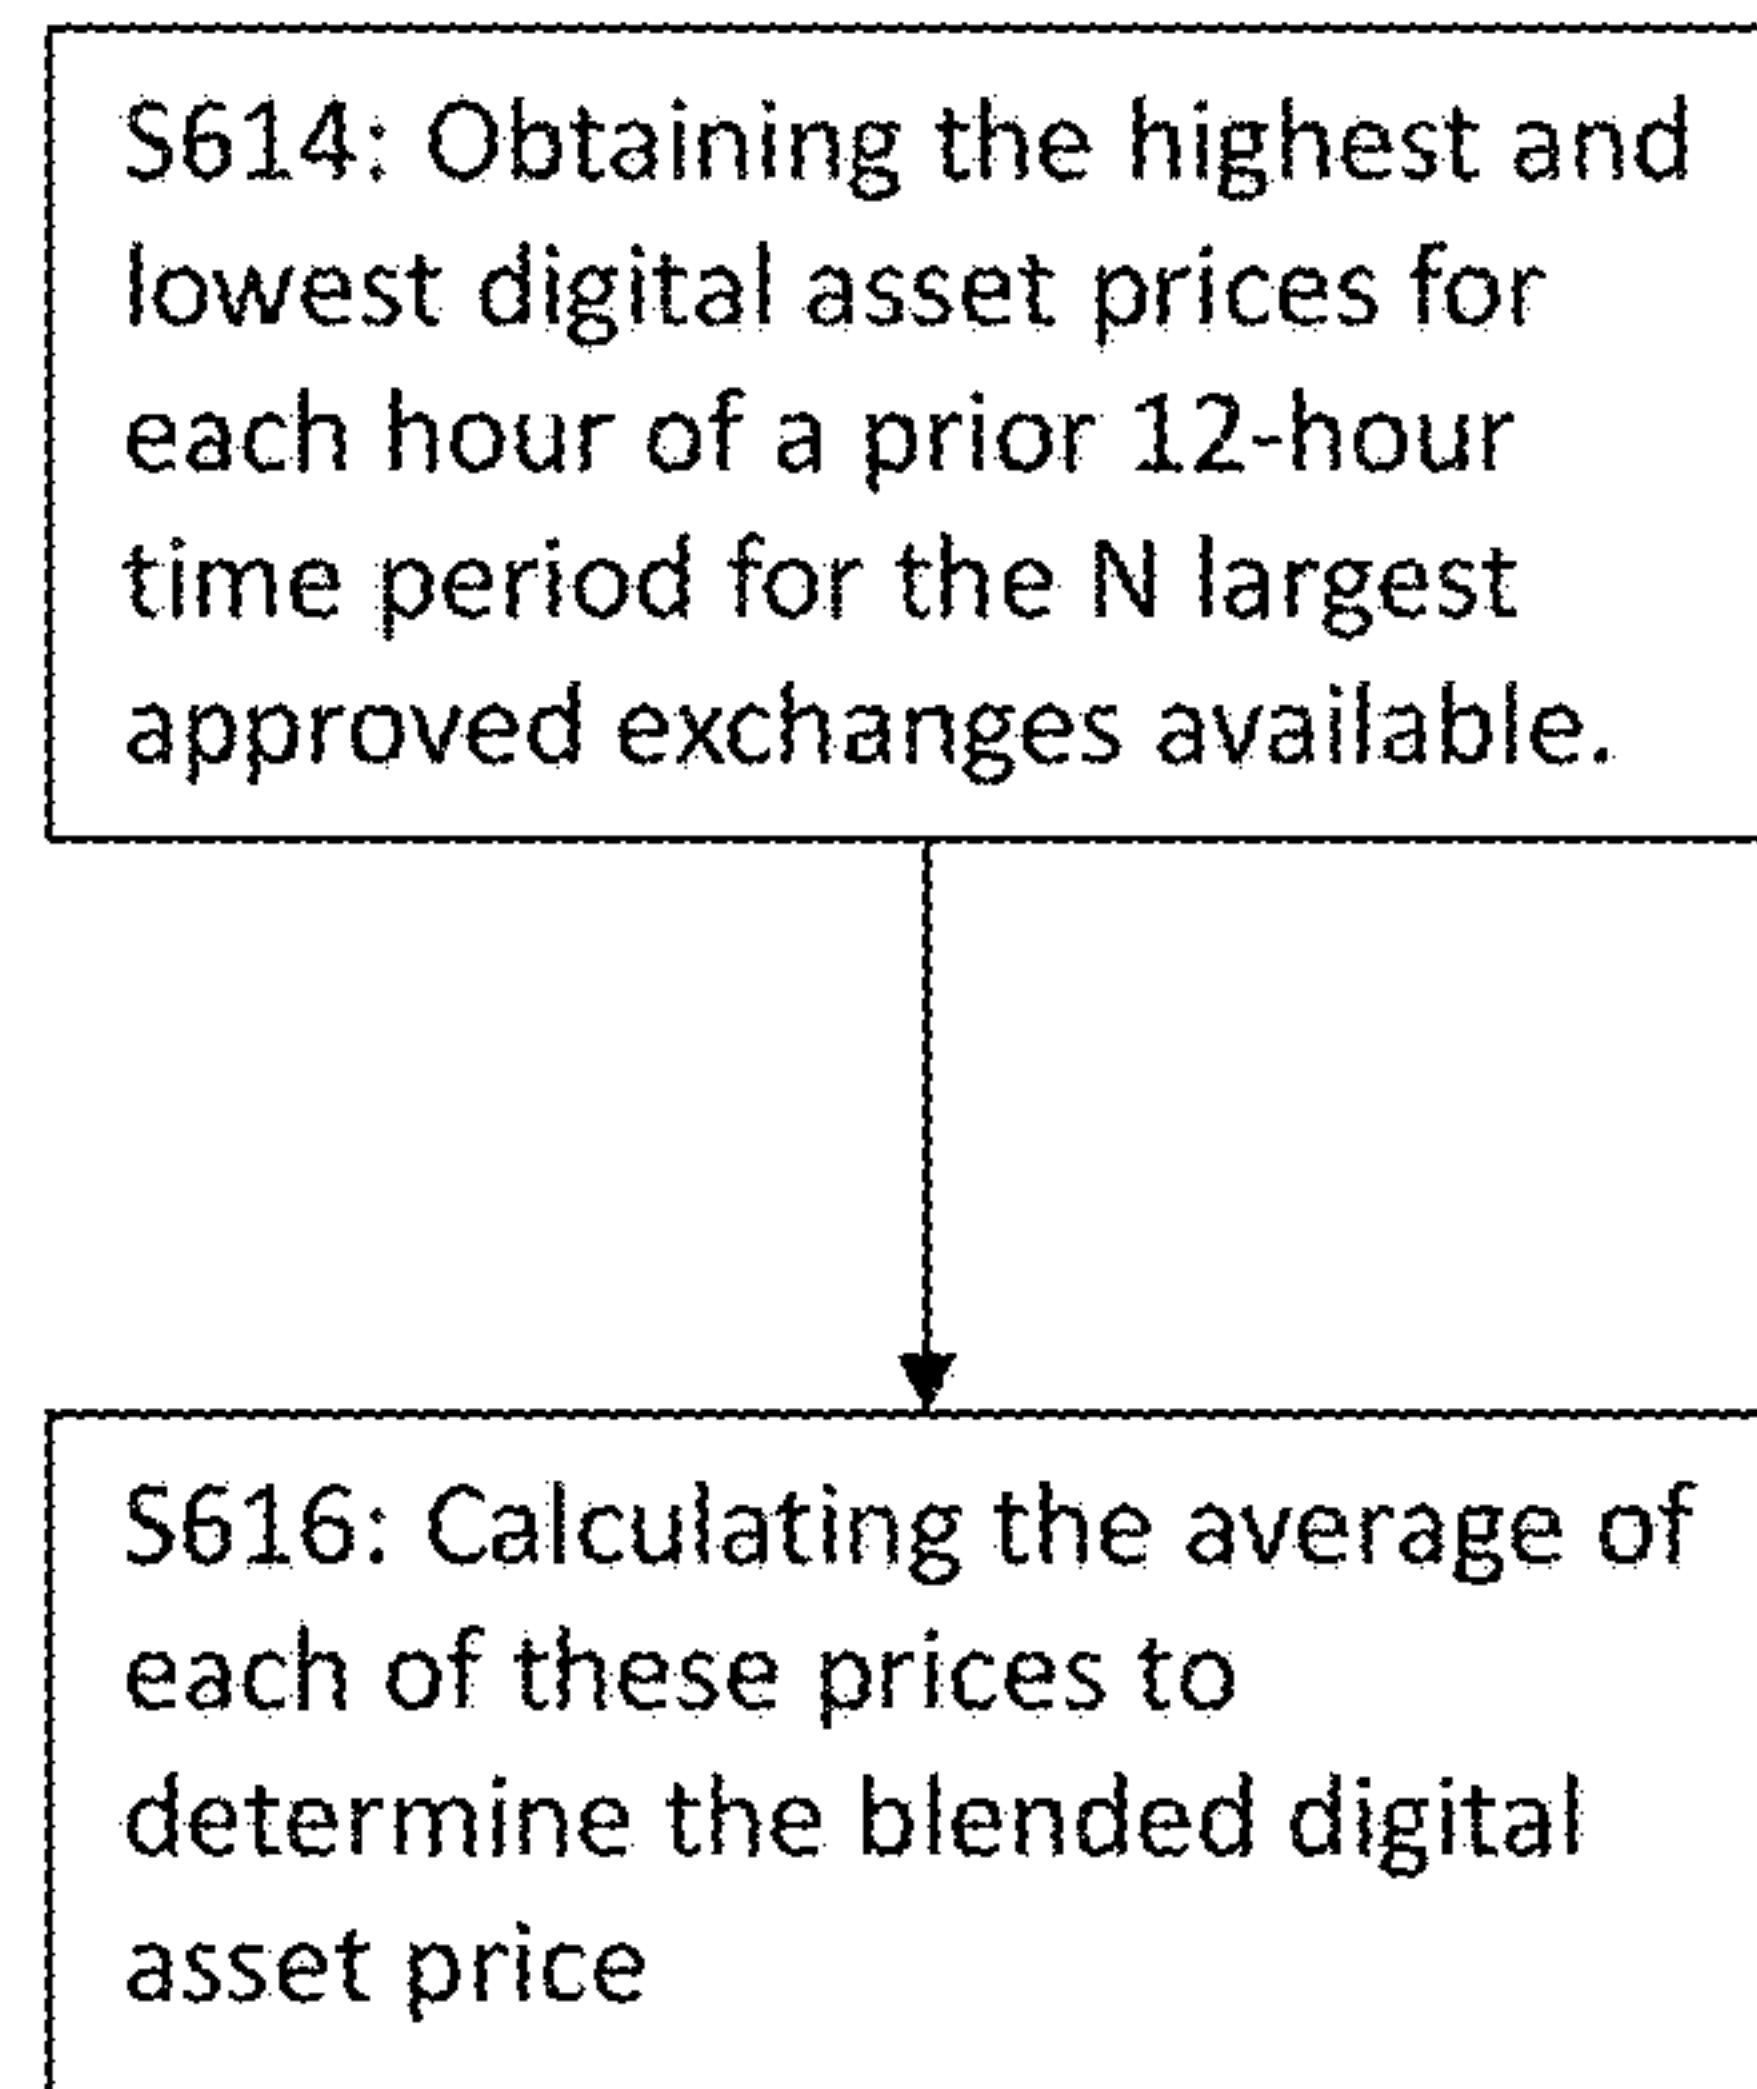 S614: Obtaining the highest and
lowest digital asset prices for
each hour of a prior 12-hour
time period for the N largest
approved exchanges available.
S616: Calculating the average of
each of these prices to
determine the blended digital
asset price